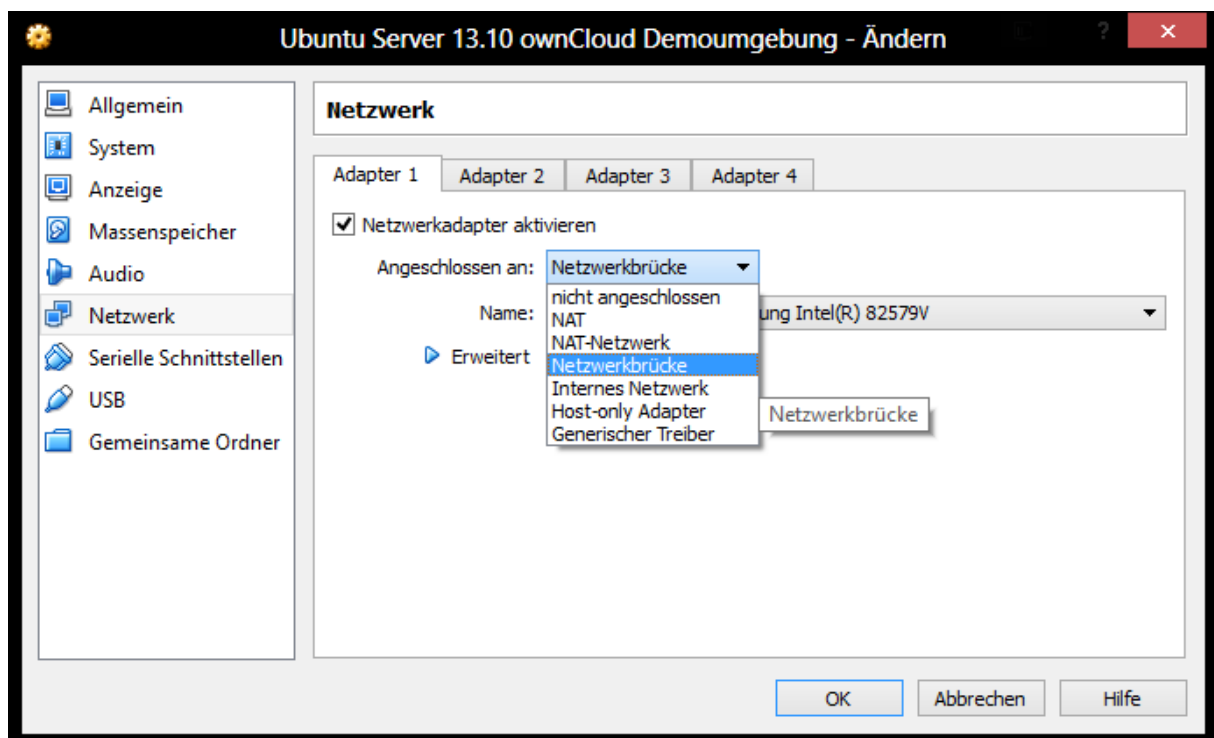 Ubuntu Server 13.10 ownCloud Demoumgebung - Ändern
?
Allgemein
System
Anzeige
Massenspeicher
Audio
Netzwerk
Serielle Schnittstellen
USB
Gemeinsame Ordner
Netzwerk
Adapter 1 Adapter 2 Adapter 3 Adapter 4
Netzwerkadapter aktivieren
Angeschlossen an: Netzwerkbrücke
nicht angeschlossen
Name: Intel(R) 82579V
NAT
NAT-Netzwerk
Erweitert
Netzwerkbrücke
Internes Netzwerk
Host-only Adapter
Netzwerkbrücke
Generischer Treiber
OK Abbrechen Hilfe